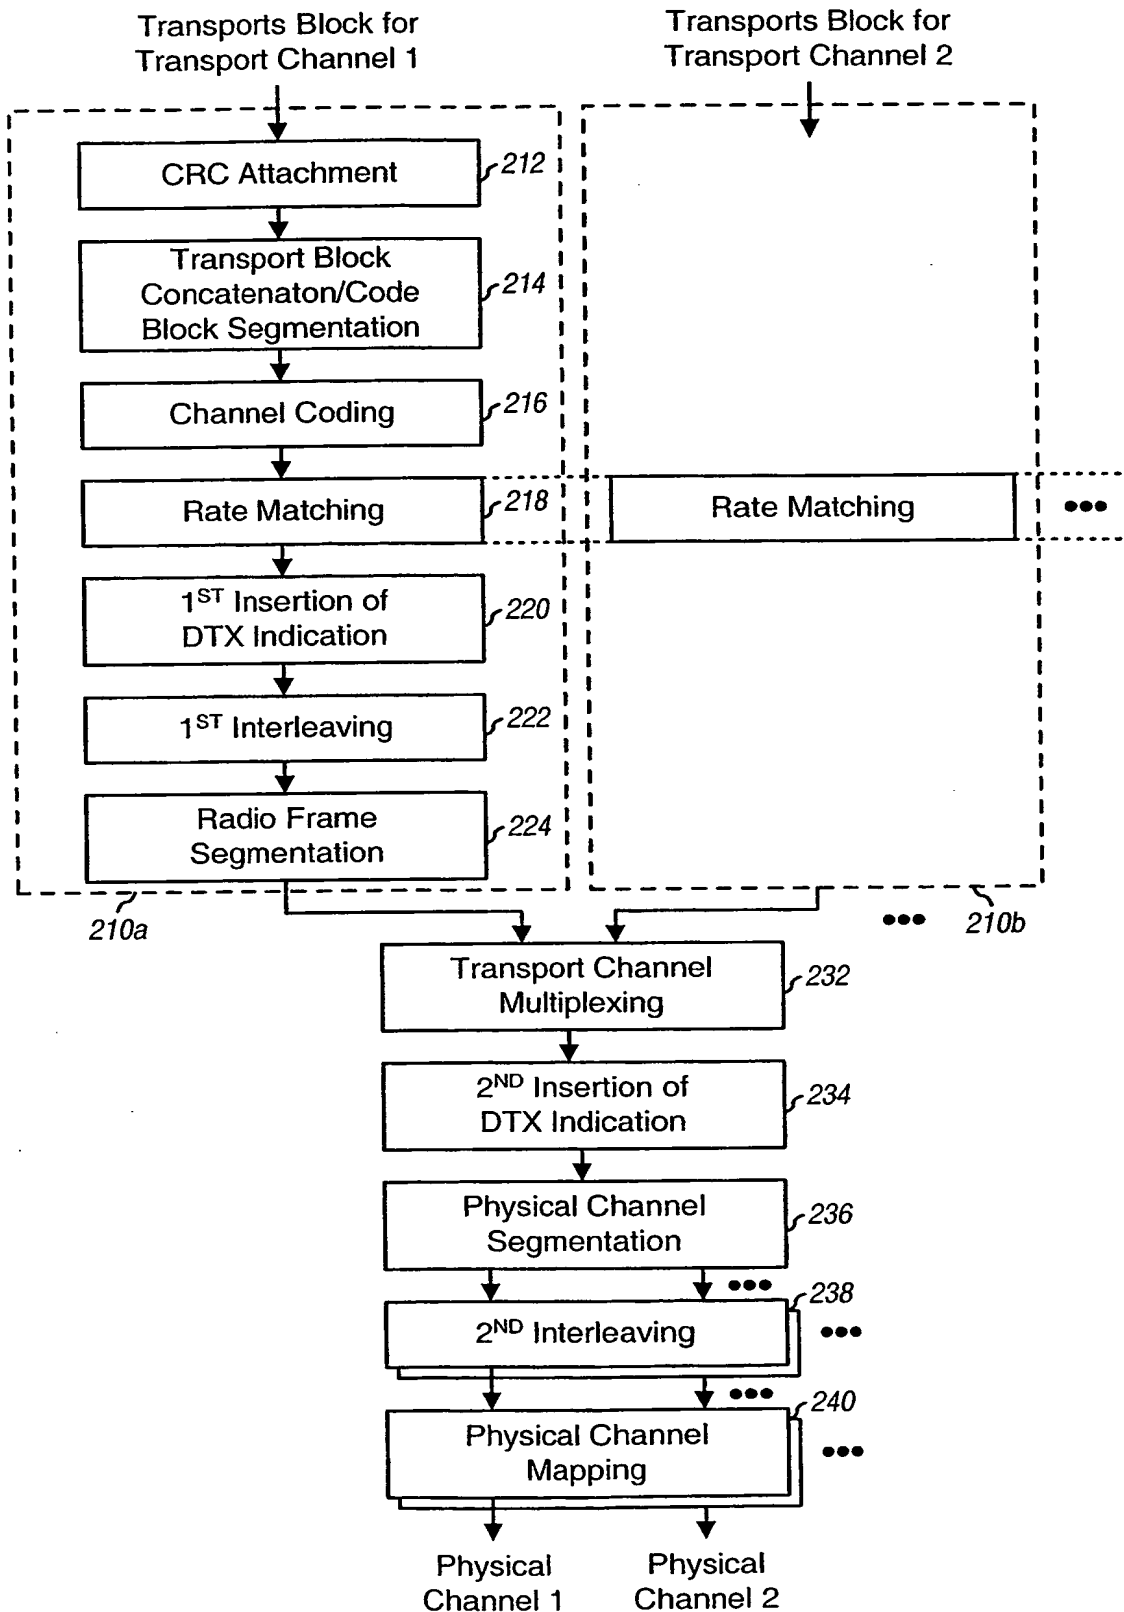 Transports Block for
Transport Channel 1
Transports Block for
Transport Channel 2
CRC Attachment
212
Transport Block
Concatenaton/Code
Block Segmentation
214
Channel Coding
216
Rate Matching
218
Rate Matching
1ST Insertion of
DTX Indication
220
1ST Interleaving
222
Radio Frame
Segmentation
224
210a
210b
Transport Channel
Multiplexing
232
2ND Insertion of
DTX Indication
234
Physical Channel
Segmentation
236
2ND Interleaving
238
Physical Channel
Mapping
240
Physical
Channel 1
Physical
Channel 2